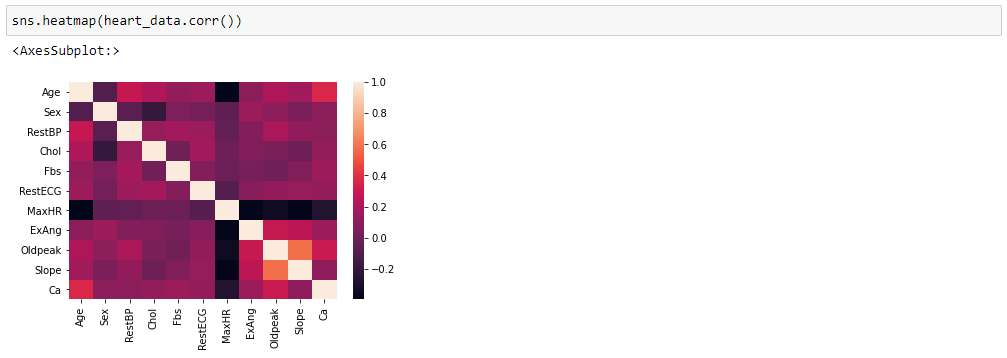 sns.heatmap(heart_data.corr())
<AxesSubplot:>
Age
Sex
RestBP
Chol
Fbs
RestECG
MaxHR
ExAng
Oldpeak
Slope
Ca
Age
Sex
RestBP
Chol
Fbs
RestECG
MaxHR
ExAng
Oldpeak
Slope
Ca
1.0
0.8
0.6
0.4
0.2
0.0
−0.2